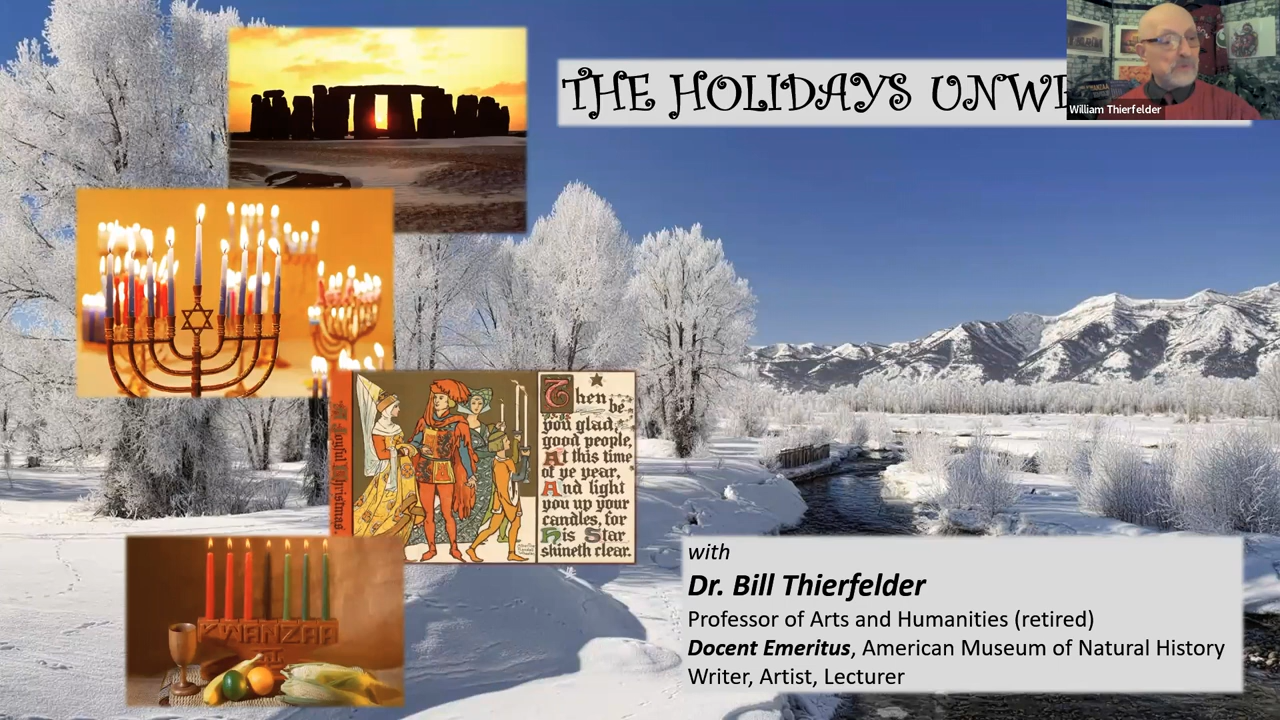 THE HOLIDAYS UNW
William Thierfelder
A Joyful Christmas.
Then be
you glad,
good people,
At this time
of ye year,
And light
you up your
candles, for
His Star
shineth clear.
KWANZAA
with
Dr. Bill Thierfelder
Professor of Arts and Humanities (retired)
Docent Emeritus, American Museum of Natural History
Writer, Artist, Lecturer